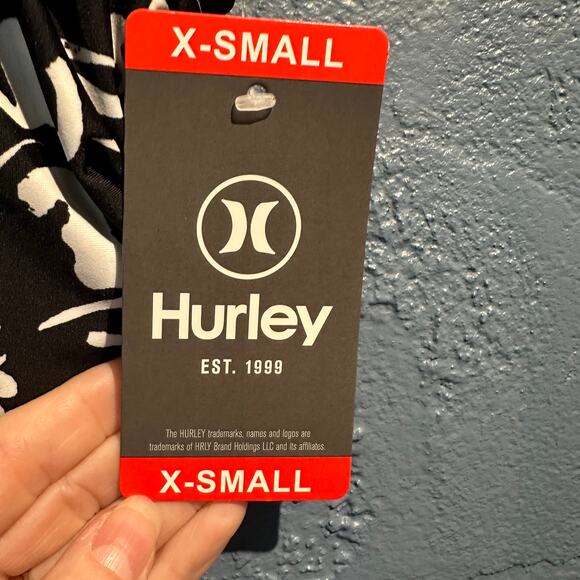 X-SMALL
Hurley
EST. 1999
The HURLEY trademarks, names and logos are
trademarks of HRLY Brand Holdings LLC and its affiliates.
X-SMALL